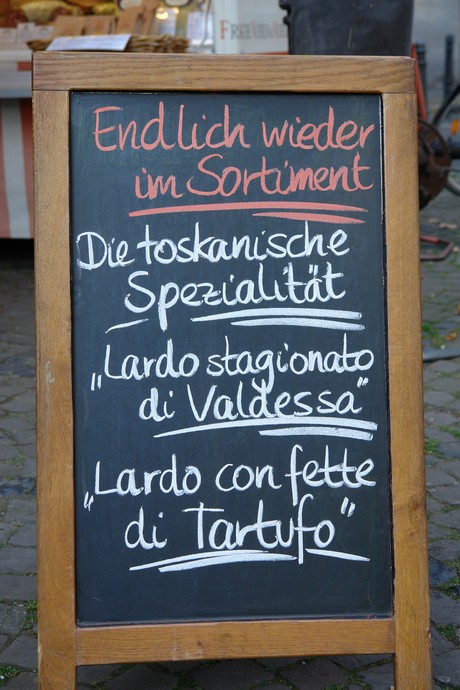 Endlich wieder
im Sortiment
Die toskanische
Spezialität
„Lardo stagionato
di Valdessa“
„Lardo con fette
di Tartufo“